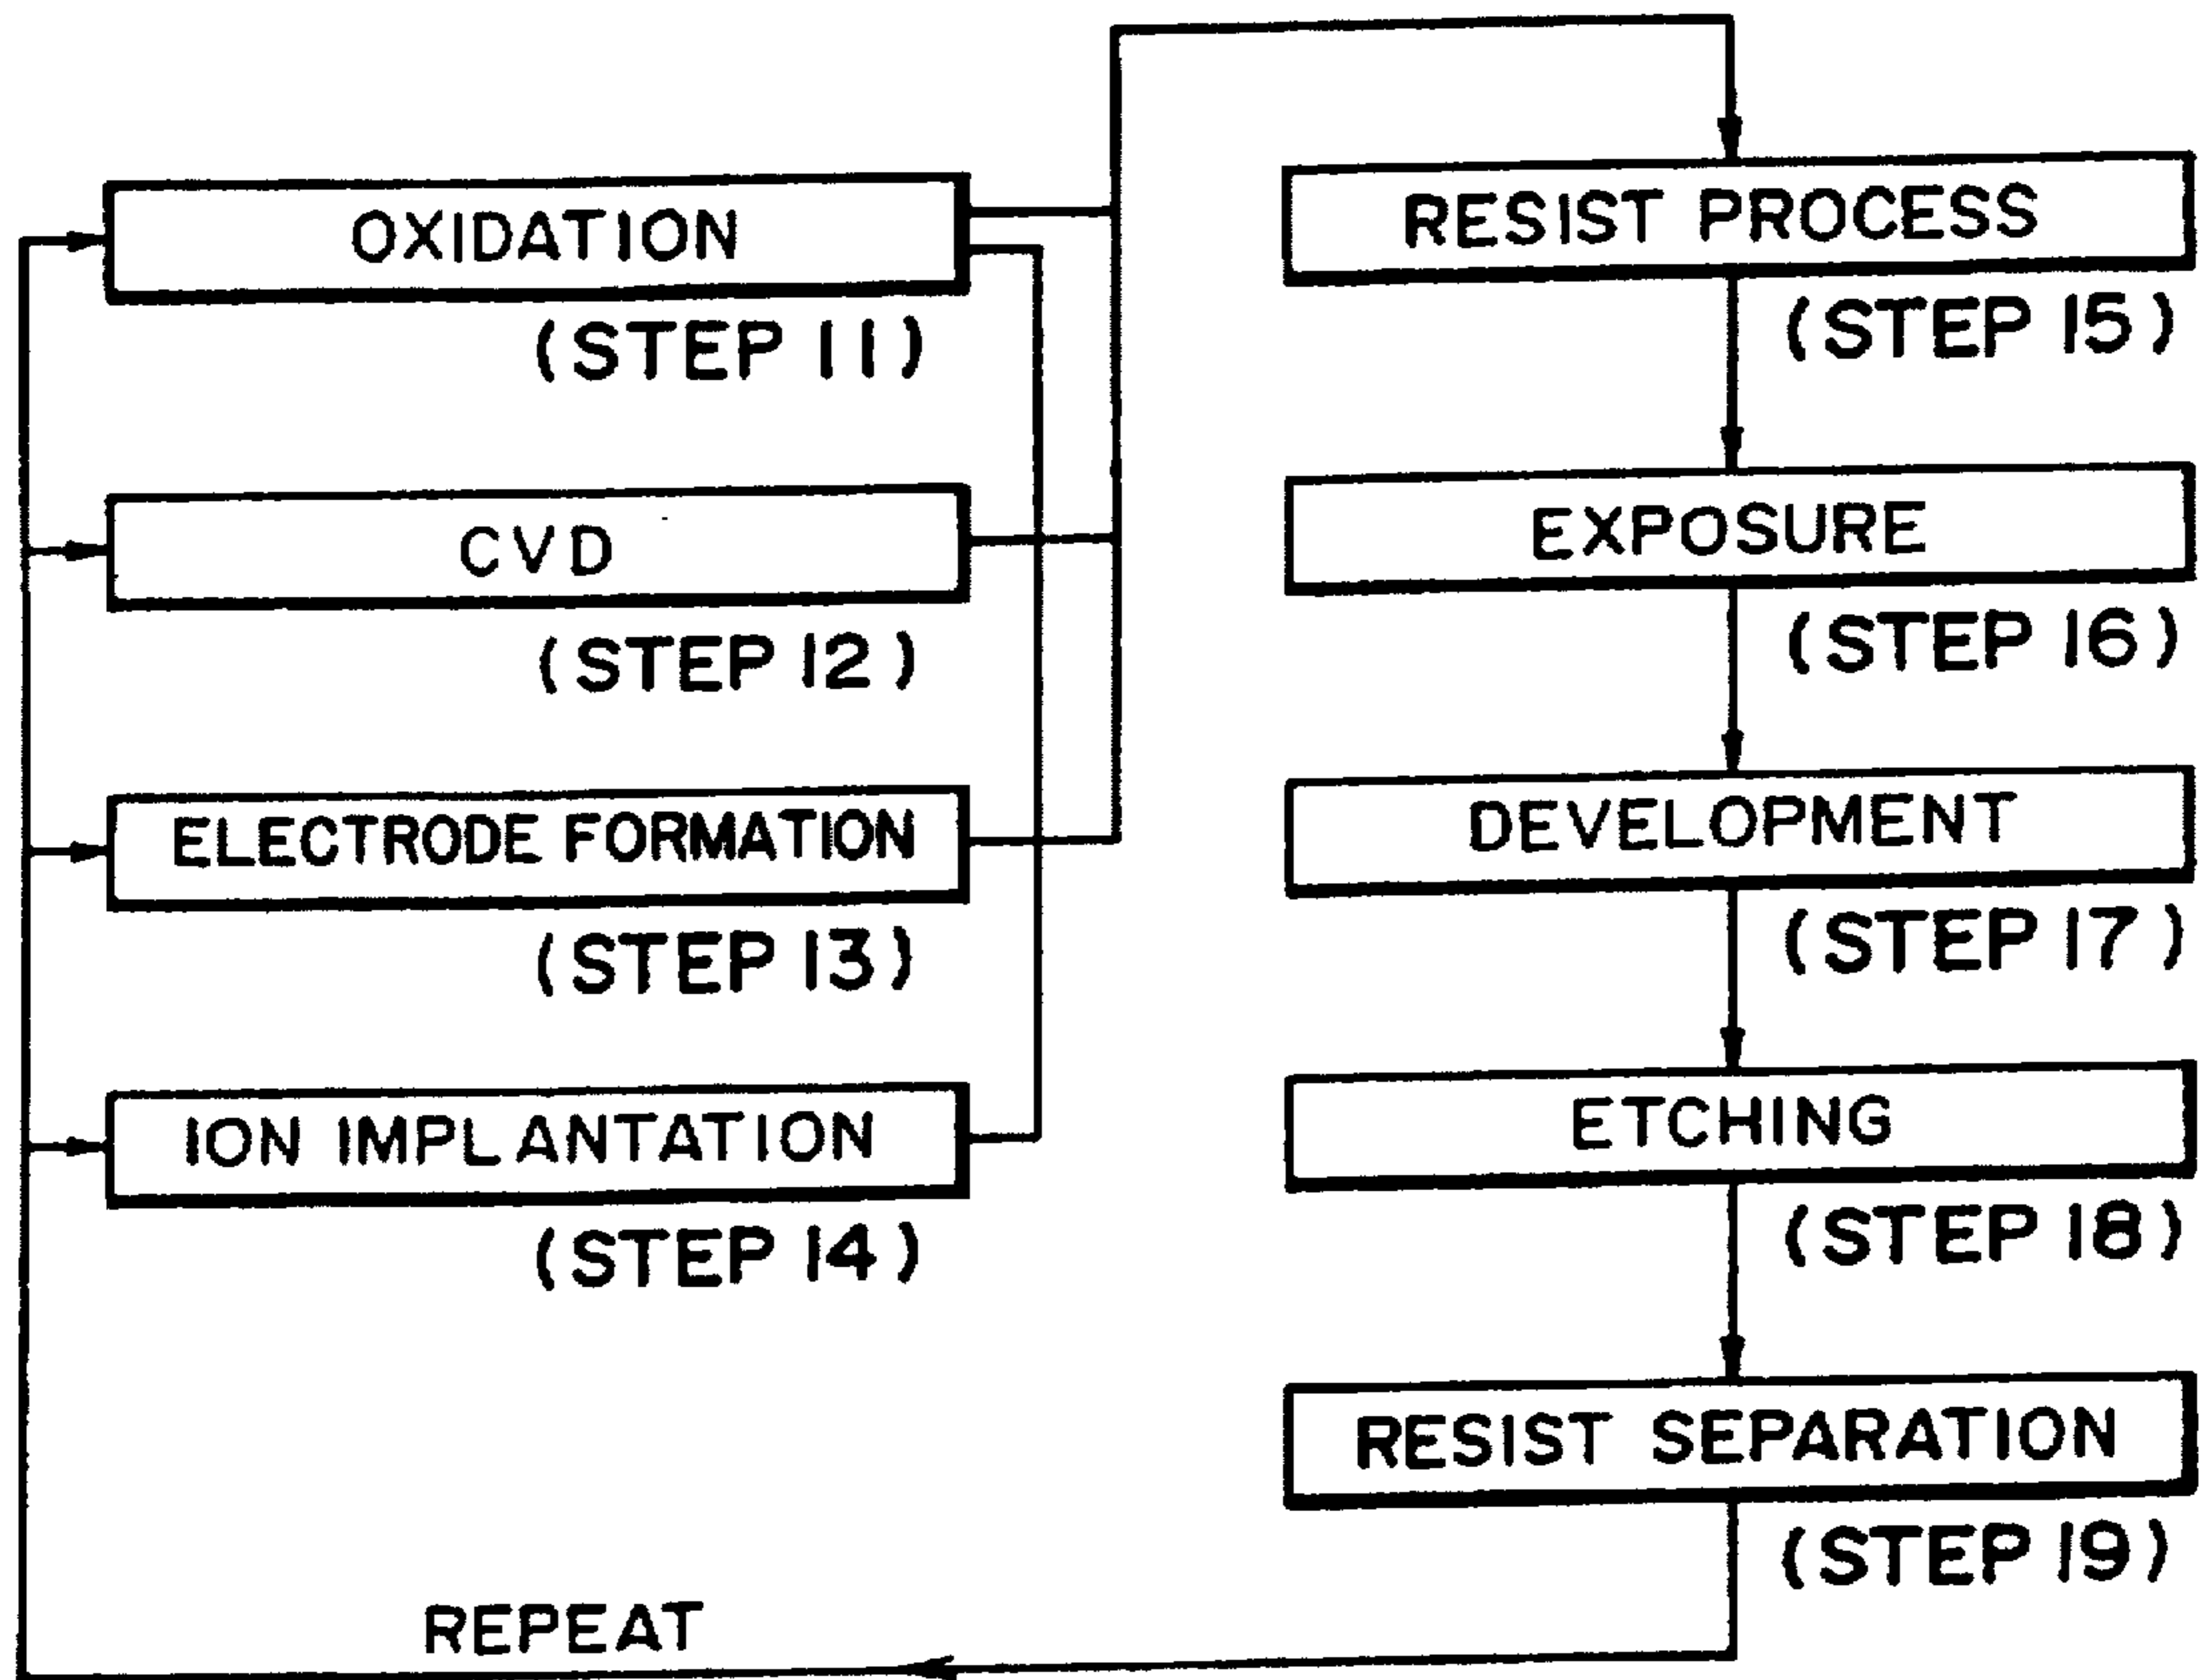 OXIDATION
(STEP 11)
CVD
(STEP 12)
ELECTRODE FORMATION
(STEP 13)
ION IMPLANTATION
(STEP 14)
RESIST PROCESS
(STEP 15)
EXPOSURE
(STEP 16)
DEVELOPMENT
(STEP 17)
ETCHING
(STEP 18)
RESIST SEPARATION
(STEP 19)
REPEAT